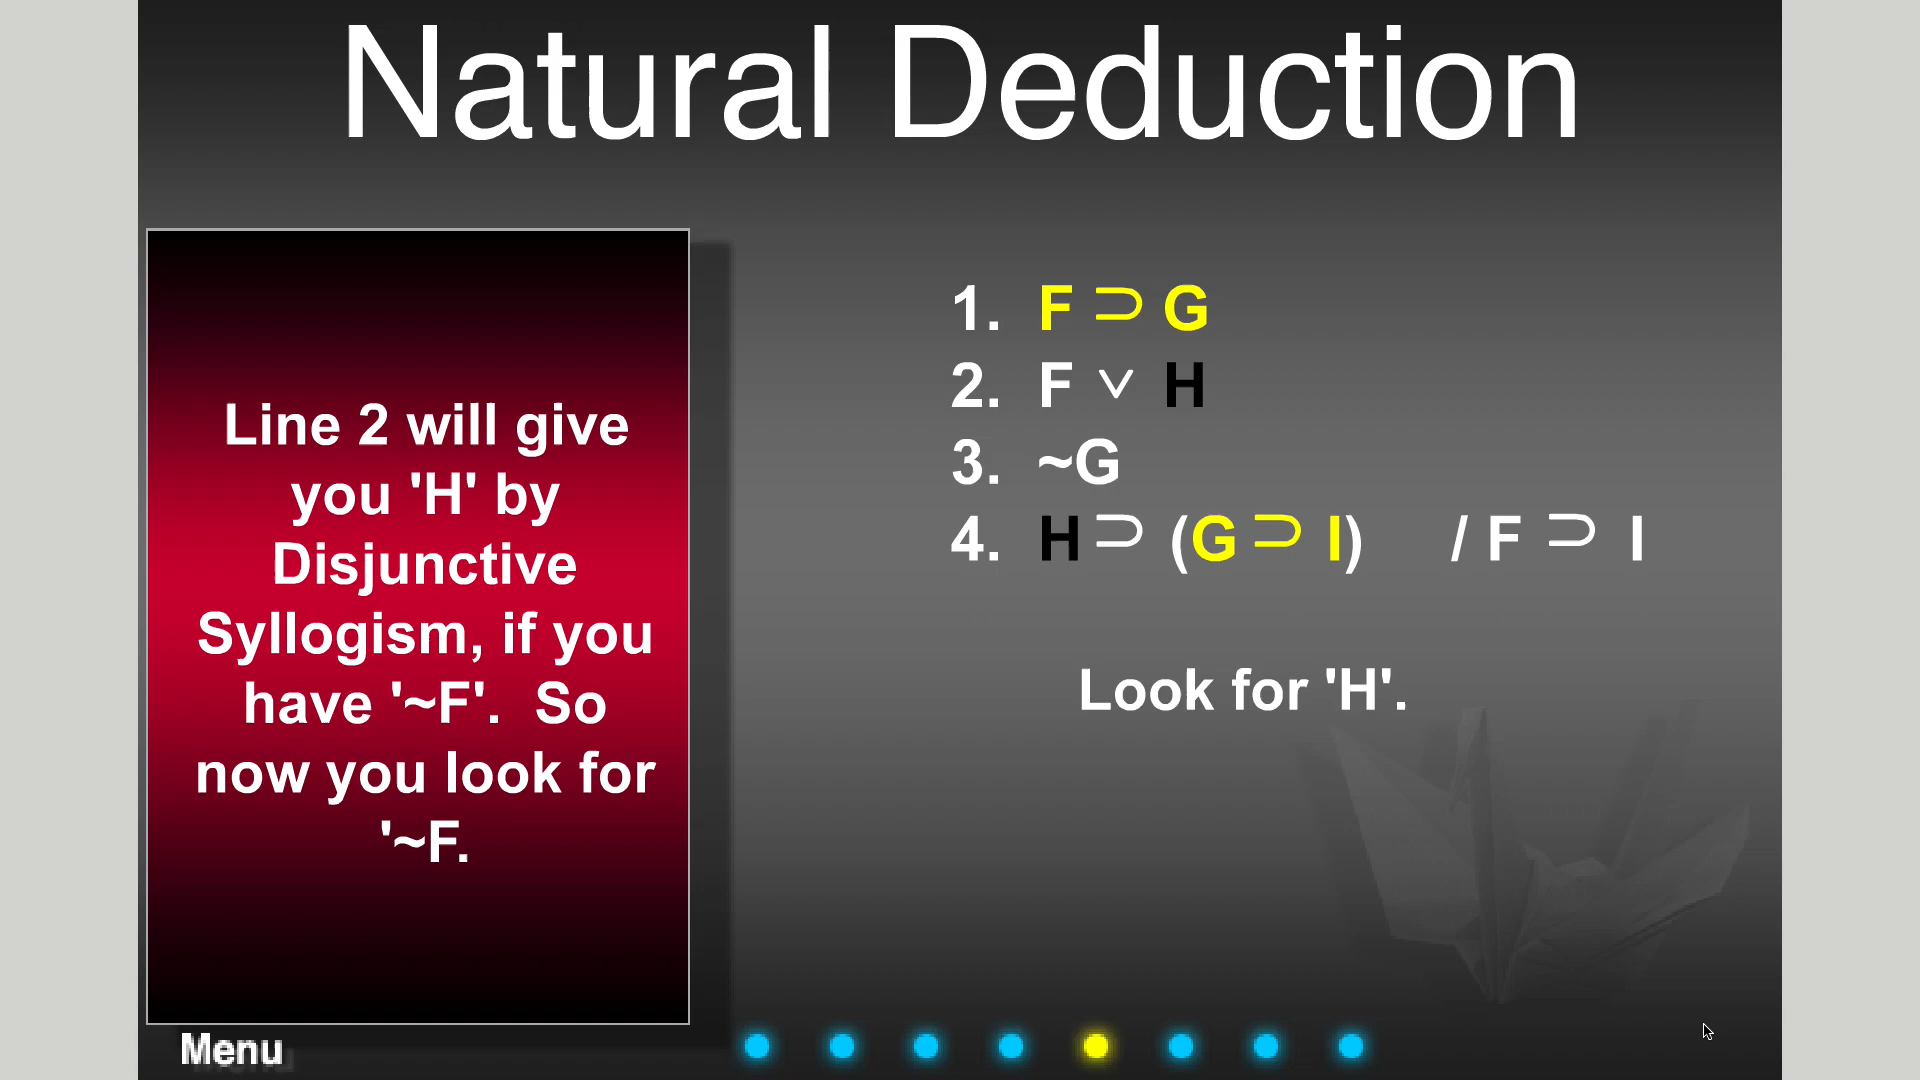 Natural Deduction
Line 2 will give
you 'H' by
Disjunctive
Syllogism, if you
have '~F'.  So
now you look for
'~F.
1. F ⊃ G
2. F ∨ H
3. ~G
4. H ⊃ (G ⊃ I) / F ⊃ I
Look for 'H'.
Menu